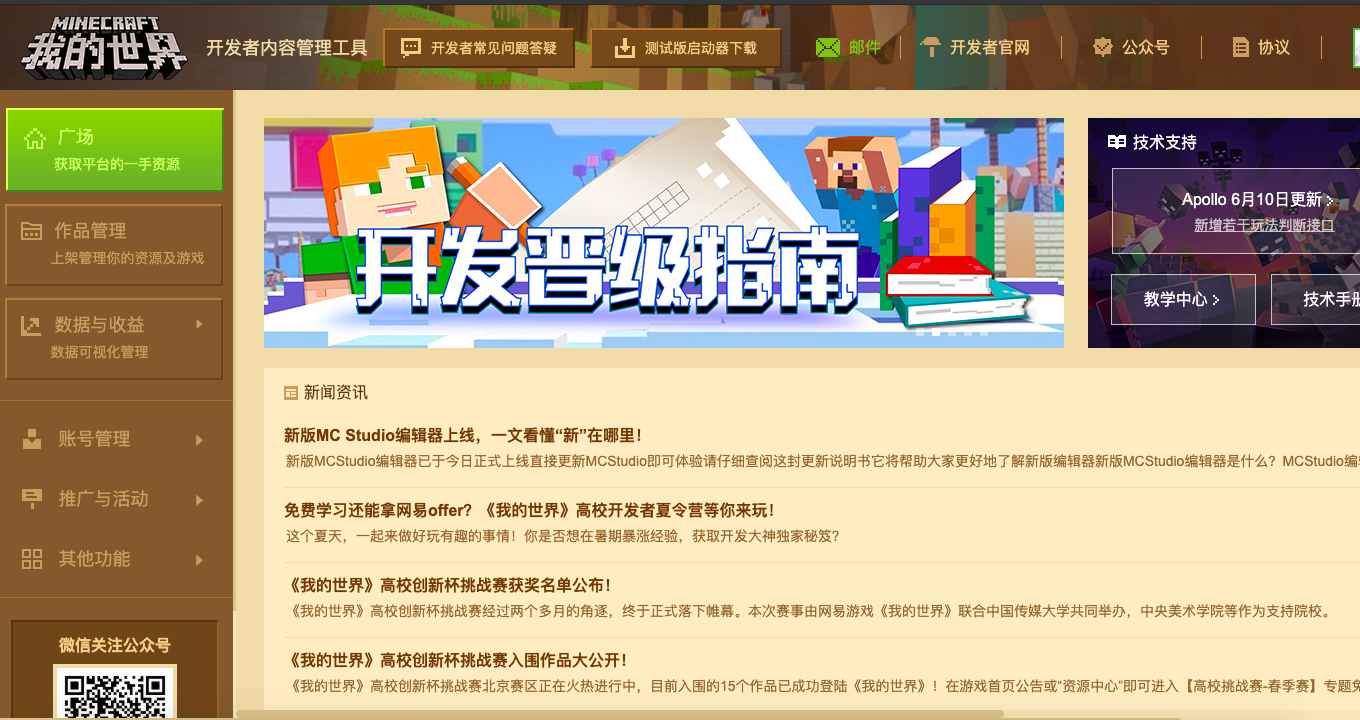 MINECRAFT
我的世界
开发者内容管理工具
开发者常见问题答疑
测试版启动器下载
邮件
开发者官网
公众号
协议
广场
获取平台的一手资源
作品管理
上架管理你的资源及游戏
数据与收益
数据可视化管理
账号管理
推广与活动
其他功能
微信关注公众号
开发晋级指南
技术支持
Apollo 6月10日更新
新增若干玩法判断接口
教学中心
技术手册
新闻资讯
新版MC Studio编辑器上线，一文看懂“新”在哪里！
新版MCStudio编辑器已于今日正式上线直接更新MCStudio即可体验请仔细查阅这封更新说明书它将帮助大家更好地了解新版编辑器新版MCStudio编辑器是什么？MCStudio编
免费学习还能拿网易offer？《我的世界》高校开发者夏令营等你来玩！
这个夏天，一起来做好玩有趣的事情！你是否想在暑期暴涨经验，获取开发大神独家秘笈?
《我的世界》高校创新杯挑战赛获奖名单公布！
《我的世界》高校创新杯挑战赛经过两个多月的角逐，终于正式落下帷幕。本次赛事由网易游戏《我的世界》联合中国传媒大学共同举办，中央美术学院等作为支持院校。
《我的世界》高校创新杯挑战赛入围作品大公开！
《我的世界》高校创新杯挑战赛北京赛区正在火热进行中，目前入围的15个作品已成功登陆《我的世界》！在游戏首页公告或“资源中心”即可进入【高校挑战赛-春季赛】专题免